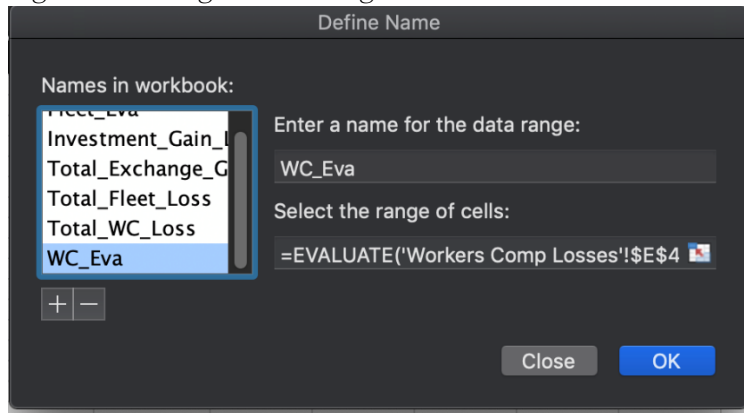 Define Name
Names in workbook:
Fleet_Eva
Investment_Gain_L
Total_Exchange_G
Total_Fleet_Loss
Total_WC_Loss
WC_Eva
+ −
Enter a name for the data range:
WC_Eva
Select the range of cells:
=EVALUATE('Workers Comp Losses'!$E$4
Close
OK